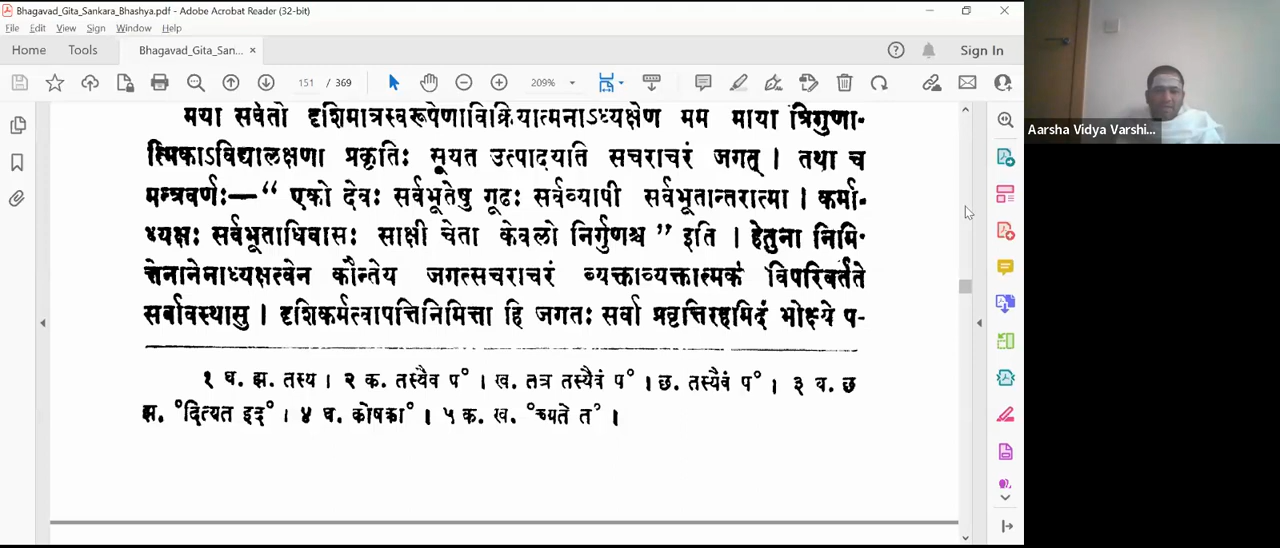 Bhagavad_Gita_Sankara_Bhashya.pdf - Adobe Acrobat Reader (32-bit)
File Edit View Sign Window Help
Home Tools Bhagavad_Gita_San... × Sign In
151 / 369 209%
मया सर्वतो दृशिमात्रस्वरूपेणाविक्रियात्मनाऽध्यक्षेण मम माया त्रिगुणा-
त्मिकाऽविद्यालक्षणा प्रकृतिः सूयत उत्पादयाति सचराचरं जगत् । तथा च
मन्त्रवर्णः—“ एको देवः सर्वभूतेषु गूढः सर्वव्यापी सर्वभूतान्तरात्मा । कर्मा-
ध्यक्षः सर्वभूताधिवासः साक्षी चेता केवलो निर्गुणश्च ” इति । हेतुना निमि-
त्तेनानेनाध्यक्षत्वेन कौन्तेय जगत्सचराचरं व्यक्ताव्यक्तात्मकं विपरिवर्तते
सर्वावस्थासु । दृशिकर्मत्वापत्तिनिमित्ता हि जगतः सर्वा प्रवृत्तिरहमिदं भोक्ष्ये प-
१ घ. झ. तस्य । २ क. तस्यैव प° । ख. तत्र तस्यैवं प° । छ. तस्यैवं प° । ३ घ. छ
झ. °दित्यत इद° । ४ घ. कोषका° । ५ क. ख. °च्यते त° ।
Aarsha Vidya Varshi...